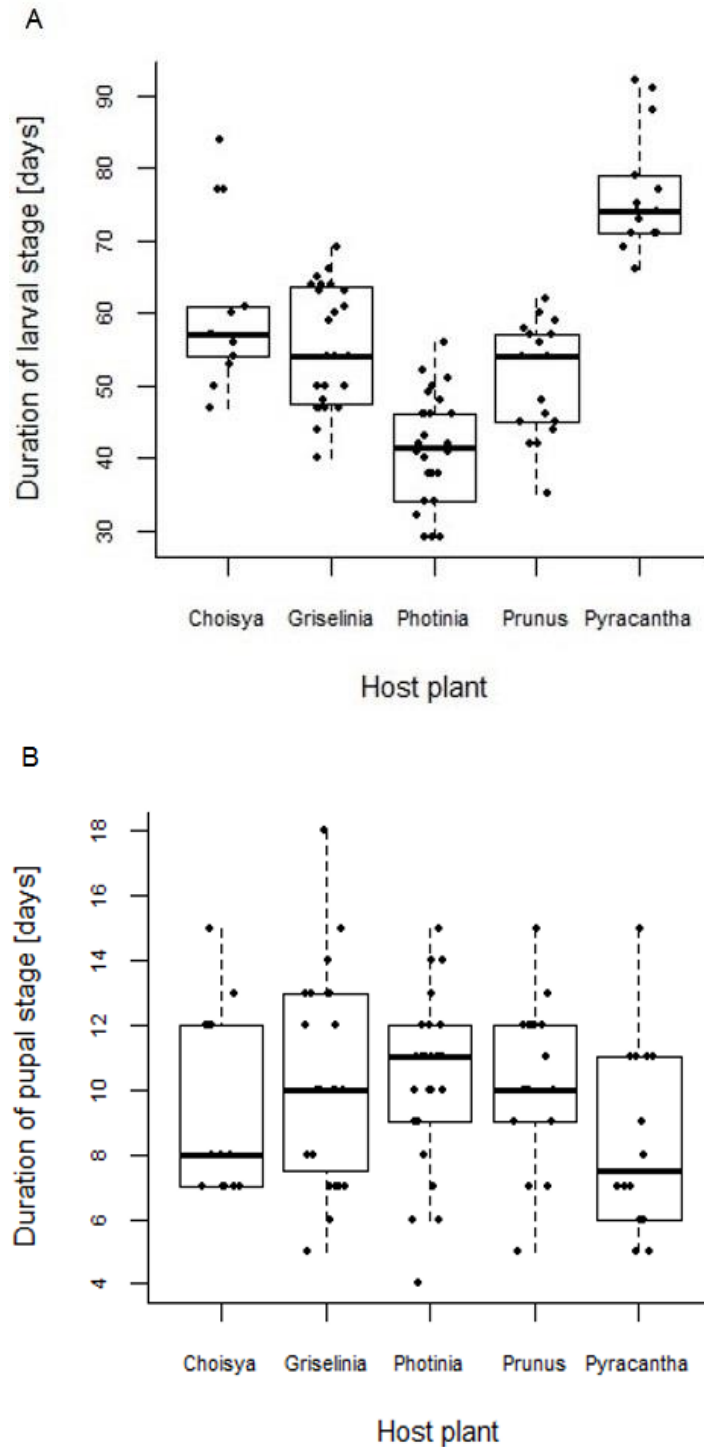 A
Duration of larval stage [days]
90
80
70
60
50
40
30
Choisya Griselinia Photinia Prunus Pyracantha
Host plant
B
Duration of pupal stage [days]
18
16
14
12
10
8
6
4
Choisya Griselinia Photinia Prunus Pyracantha
Host plant